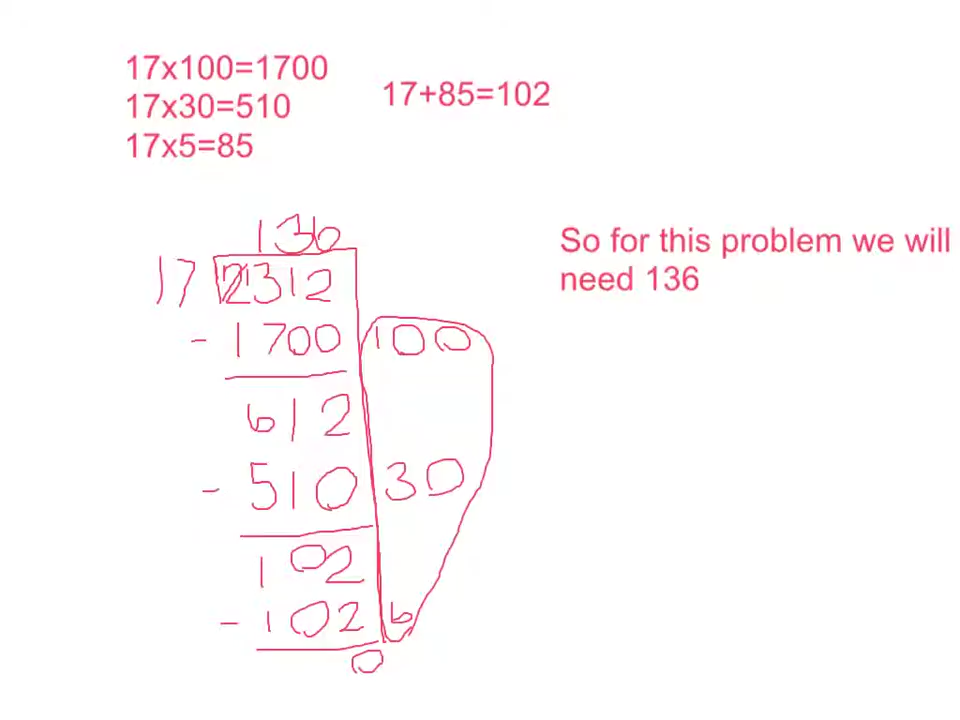 17x100=1700
17x30=510
17x5=85
17+85=102
136
17 2312
- 1700 100
612
- 510 30
102
- 102 6
0
So for this problem we will
need 136